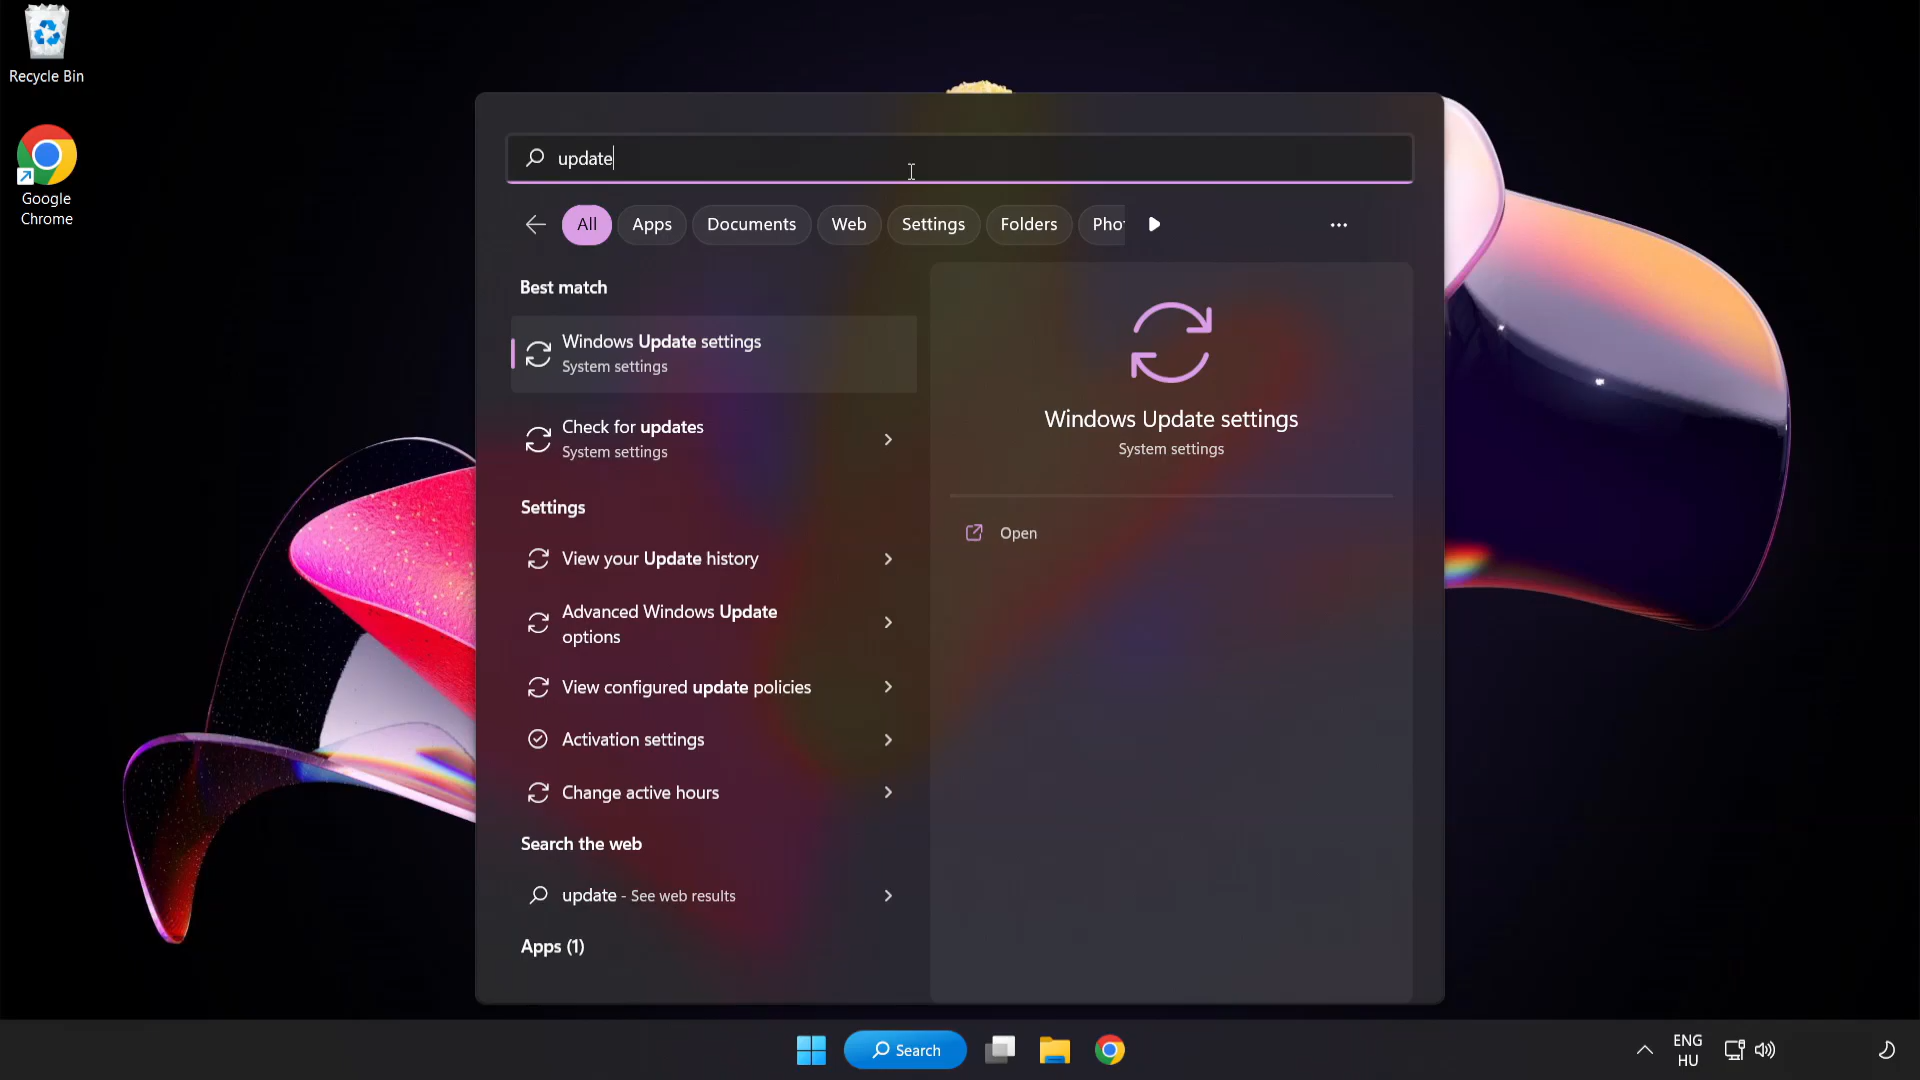 Recycle Bin
Google
Chrome
update
All
Apps
Documents
Web
Settings
Folders
Pho
Best match
Windows Update settings
System settings
Check for updates
System settings
Settings
View your Update history
Advanced Windows Update
options
View configured update policies
Activation settings
Change active hours
Search the web
update - See web results
Apps (1)
Windows Update settings
System settings
Open
Search
ENG
HU